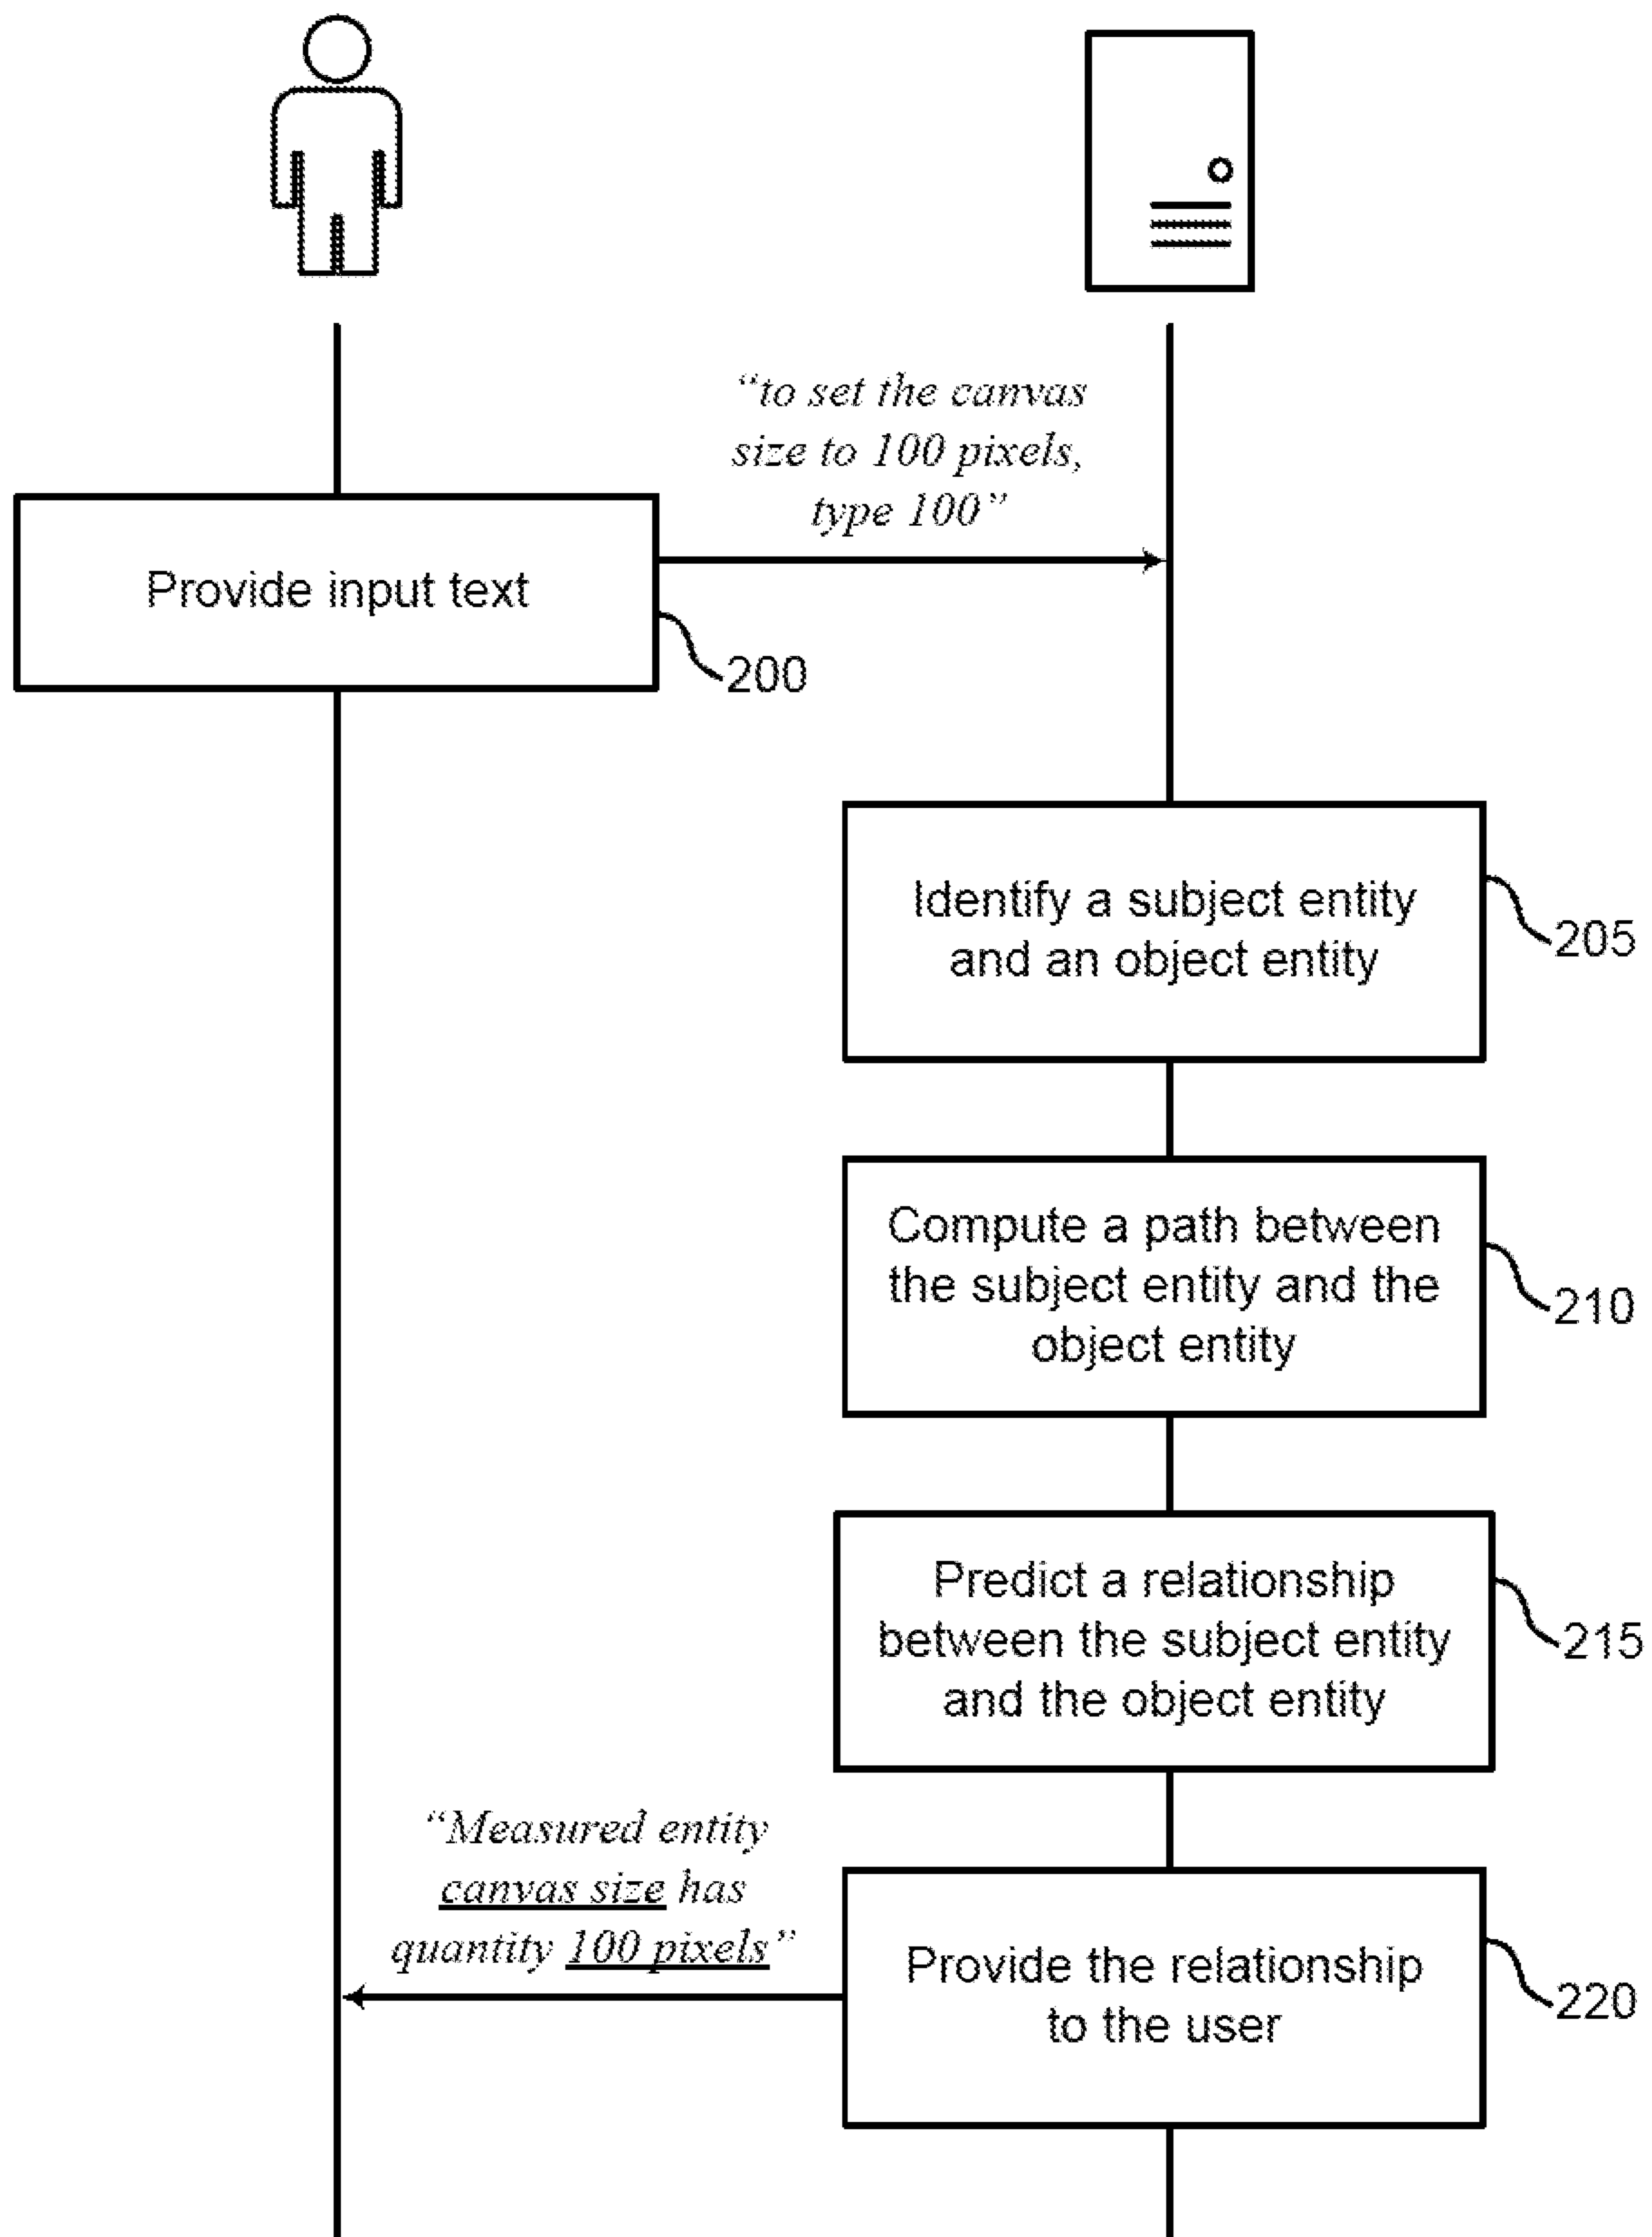 “to set the canvas
size to 100 pixels,
type 100”
Provide input text
200
Identify a subject entity
and an object entity
205
Compute a path between
the subject entity and the
object entity
210
Predict a relationship
between the subject entity
and the object entity
215
“Measured entity
canvas size has
quantity 100 pixels”
Provide the relationship
to the user
220